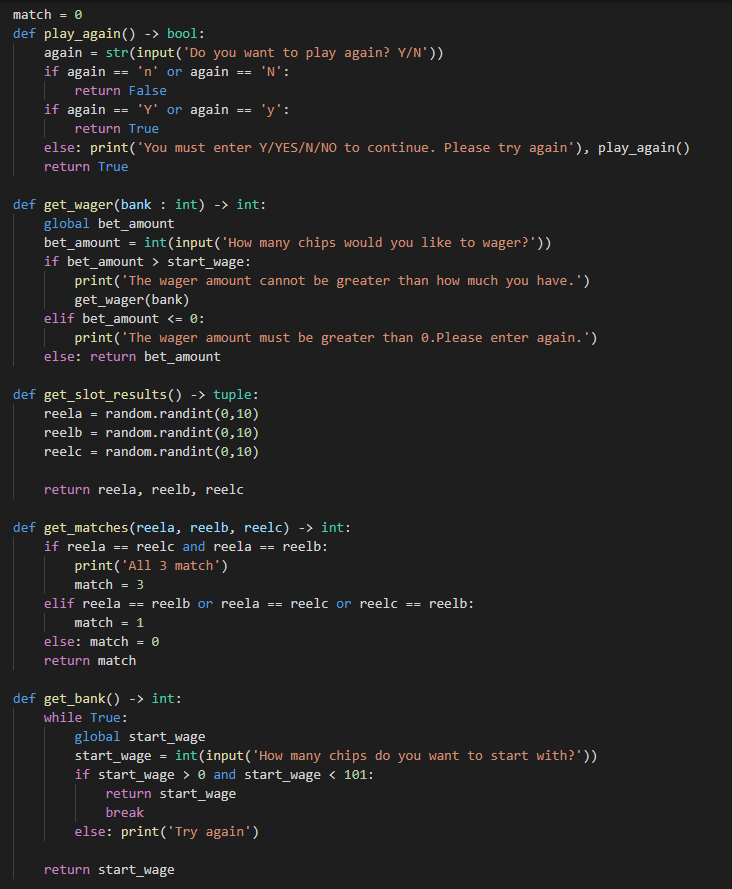 match = 0
def play_again() -> bool:
    again = str(input('Do you want to play again? Y/N'))
    if again == 'n' or again == 'N':
        return False
    if again == 'Y' or again == 'y':
        return True
    else: print('You must enter Y/YES/N/NO to continue. Please try again'), play_again()
    return True

def get_wager(bank : int) -> int:
    global bet_amount
    bet_amount = int(input('How many chips would you like to wager?'))
    if bet_amount > start_wage:
        print('The wager amount cannot be greater than how much you have.')
        get_wager(bank)
    elif bet_amount <= 0:
        print('The wager amount must be greater than 0.Please enter again.')
    else: return bet_amount

def get_slot_results() -> tuple:
    reela = random.randint(0,10)
    reelb = random.randint(0,10)
    reelc = random.randint(0,10)

    return reela, reelb, reelc

def get_matches(reela, reelb, reelc) -> int:
    if reela == reelc and reela == reelb:
        print('All 3 match')
        match = 3
    elif reela == reelb or reela == reelc or reelc == reelb:
        match = 1
    else: match = 0
    return match

def get_bank() -> int:
    while True:
        global start_wage
        start_wage = int(input('How many chips do you want to start with?'))
        if start_wage > 0 and start_wage < 101:
            return start_wage
            break
        else: print('Try again')

    return start_wage